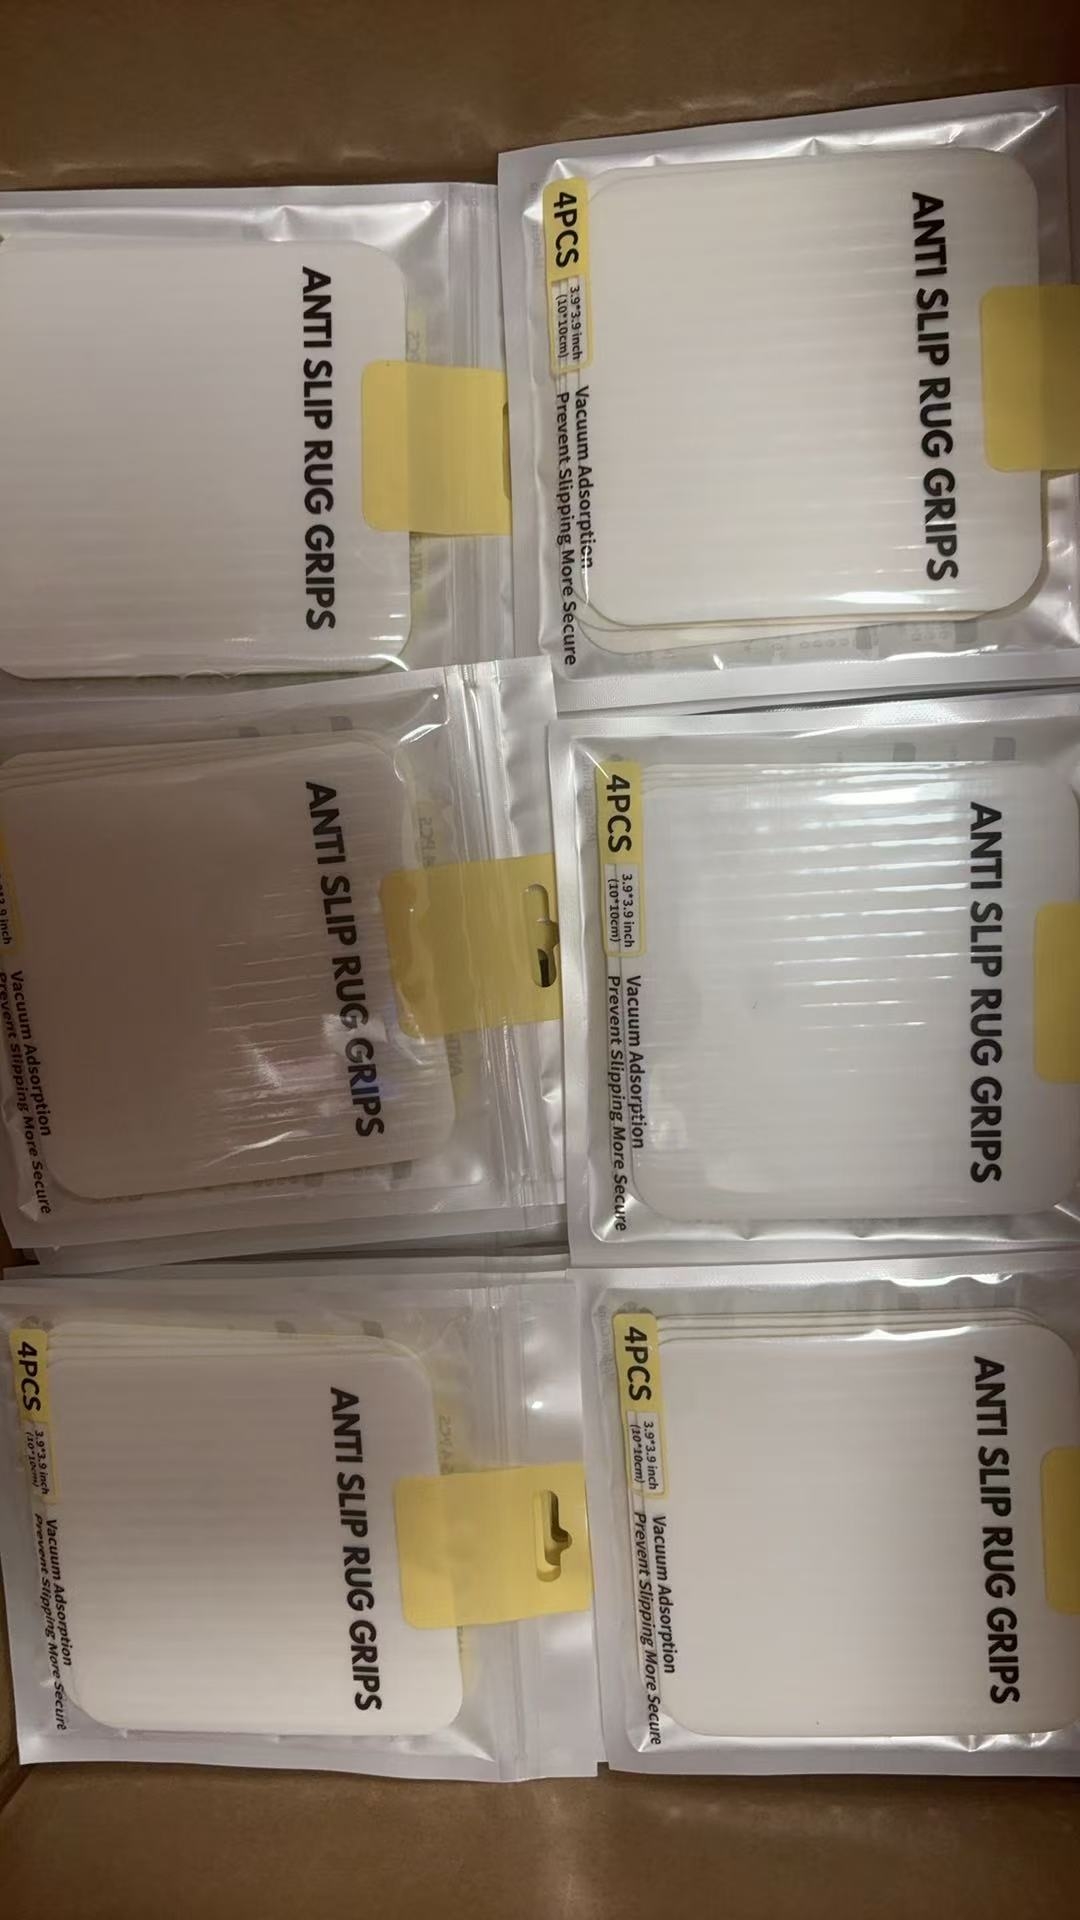 ANTI SLIP RUG GRIPS
ANTI SLIP RUG GRIPS
4PCS
3.9*3.9 inch
(10*10cm)
Vacuum Adsorption
Prevent Slipping More Secure
ANTI SLIP RUG GRIPS
inch
Vacuum Adsorption
Prevent Slipping More Secure
ANTI SLIP RUG GRIPS
4PCS
3.9*3.9 inch
(10*10cm)
Vacuum Adsorption
Prevent Slipping More Secure
ANTI SLIP RUG GRIPS
4PCS
3.9*3.9 inch
(10*10cm)
Vacuum Adsorption
Prevent Slipping More Secure
ANTI SLIP RUG GRIPS
4PCS
3.9*3.9 inch
(10*10cm)
Vacuum Adsorption
Prevent Slipping More Secure